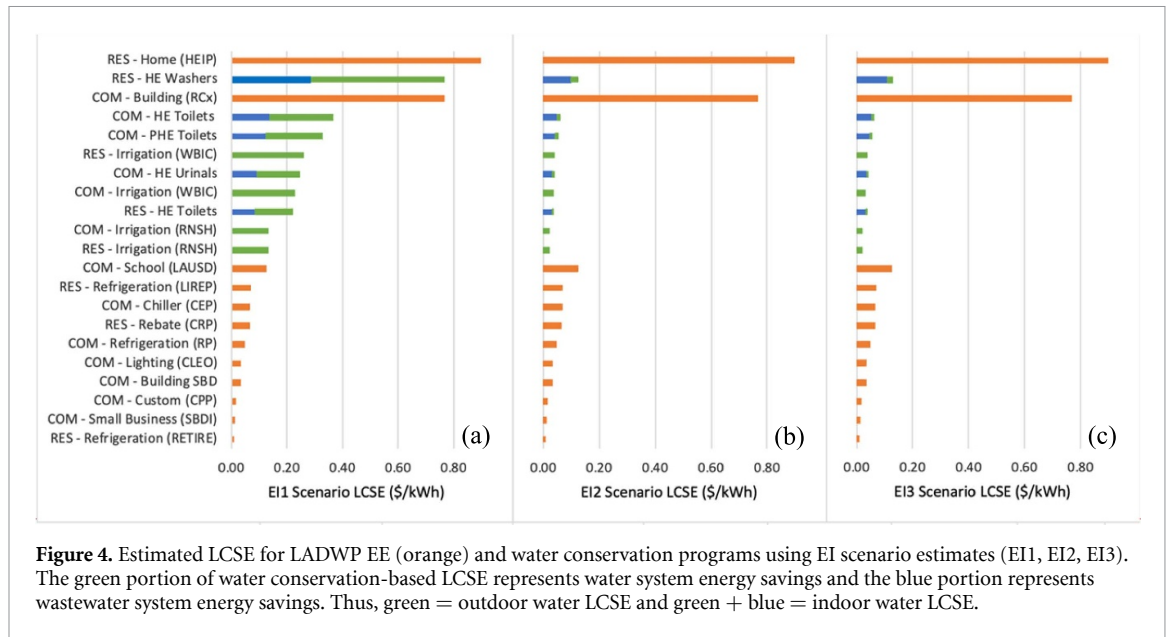 RES - Home (HEIP)
RES - HE Washers
COM - Building (RCx)
COM - HE Toilets
COM - PHE Toilets
RES - Irrigation (WBIC)
COM - HE Urinals
COM - Irrigation (WBIC)
RES - HE Toilets
COM - Irrigation (RNSH)
RES - Irrigation (RNSH)
COM - School (LAUSD)
RES - Refrigeration (LIREP)
COM - Chiller (CEP)
RES - Rebate (CRP)
COM - Refrigeration (RP)
COM - Lighting (CLEO)
COM - Building SBD
COM - Custom (CPP)
COM - Small Business (SBDI)
RES - Refrigeration (RETIRE)
(a)
0.00 0.20 0.40 0.60 0.80
EI1 Scenario LCSE ($/kWh)
(b)
0.00 0.20 0.40 0.60 0.80
EI2 Scenario LCSE ($/kWh)
(c)
0.00 0.20 0.40 0.60 0.80
EI3 Scenario LCSE ($/kWh)
Figure 4. Estimated LCSE for LADWP EE (orange) and water conservation programs using EI scenario estimates (EI1, EI2, EI3).
The green portion of water conservation-based LCSE represents water system energy savings and the blue portion represents
wastewater system energy savings. Thus, green = outdoor water LCSE and green + blue = indoor water LCSE.